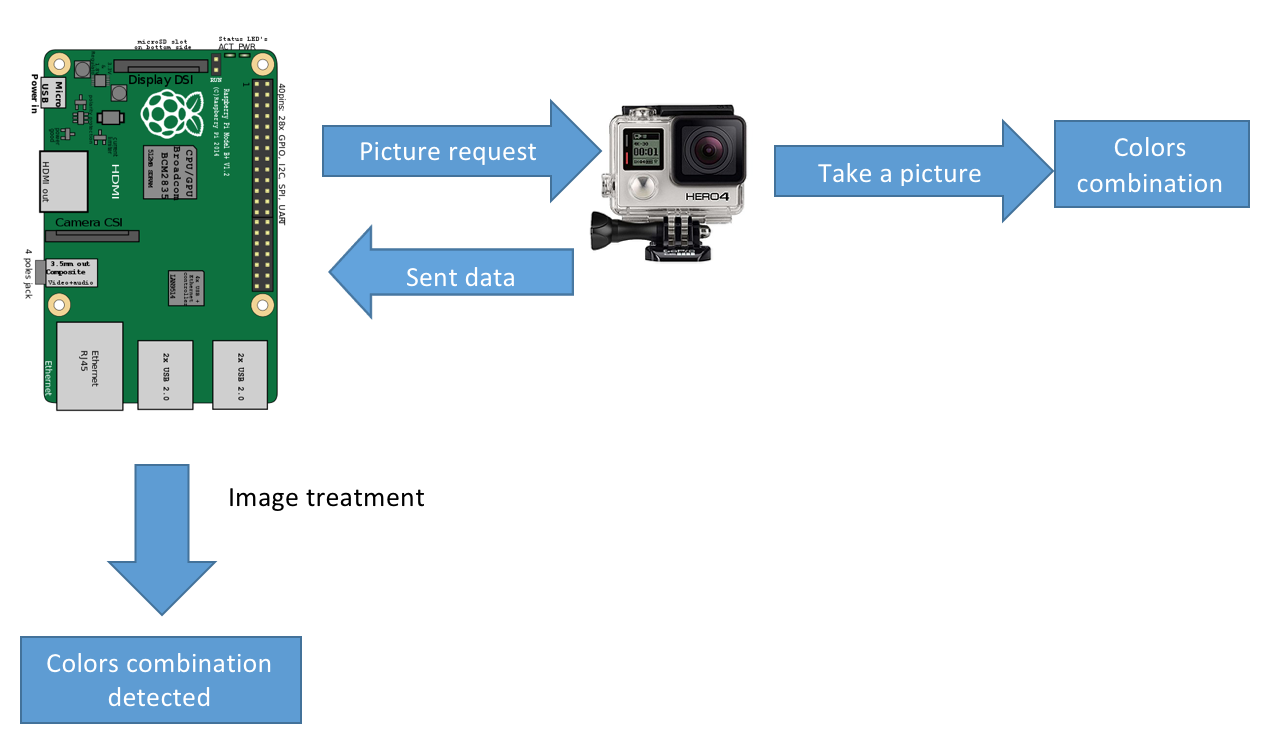 microSD slot
on bottom side
Status LED's
ACT PWR
Display DSI
RUN
1
Power in
Micro
USB
Raspberry Pi Model B+ V1.2
(C)Raspberry Pi 2014
40pins: 28x GPIO, I2C, SPI, UART
CPU/GPU
Broadcom
BCM2835
512MB SDRAM
HDMI
HDMI out
Camera CSI
4 poles jack
3.5mm out
Composite
Video+audio
4x USB +
Ethernet
controller
LAN9514
Ethernet
Ethernet
RJ45
2x USB 2.0
2x USB 2.0
Picture request
Sent data
00:01
HERO4
GoPro
Take a picture
Colors
combination
Image treatment
Colors combination
detected